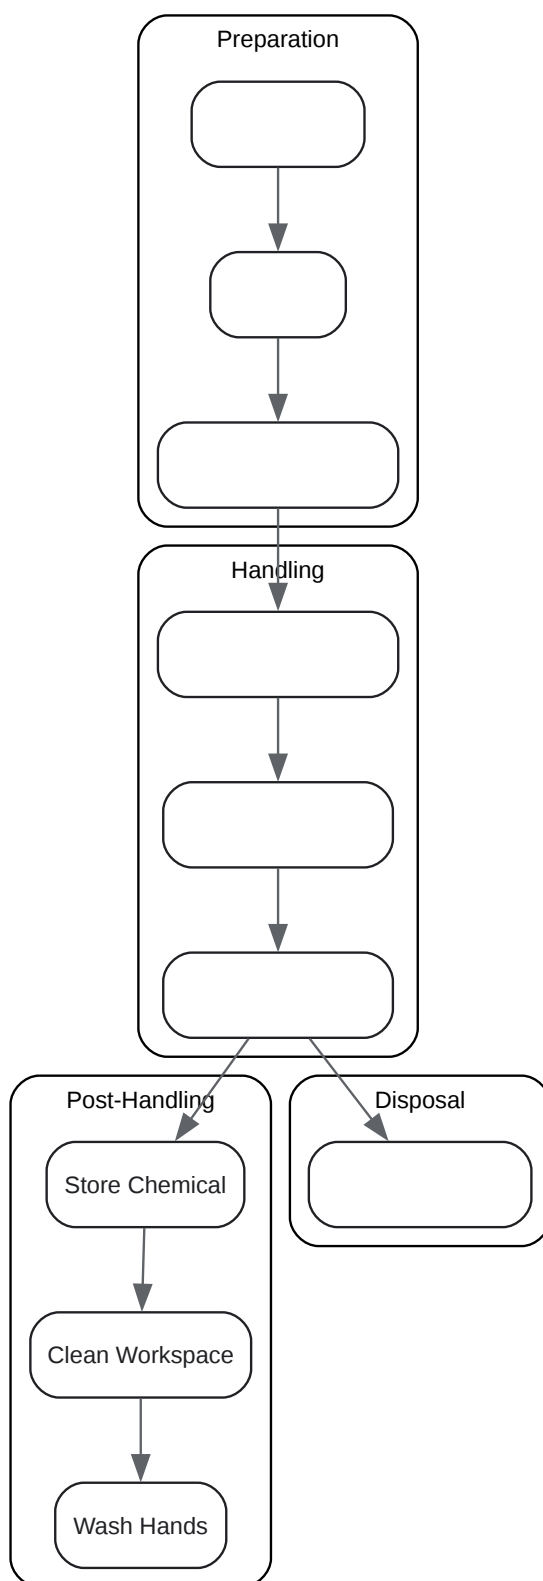 Preparation
Handling
Post-Handling
Disposal
Store Chemical
Clean Workspace
Wash Hands